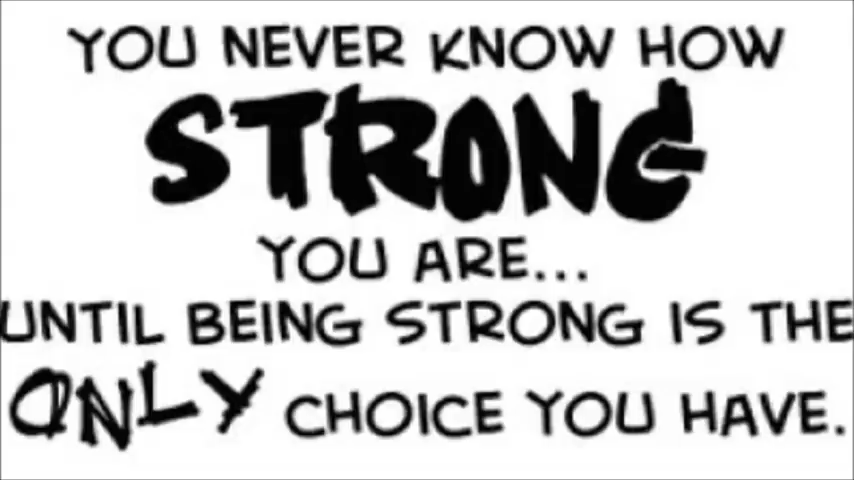 YOU NEVER KNOW HOW
STRONG
YOU ARE...
UNTIL BEING STRONG IS THE
ONLY CHOICE YOU HAVE.